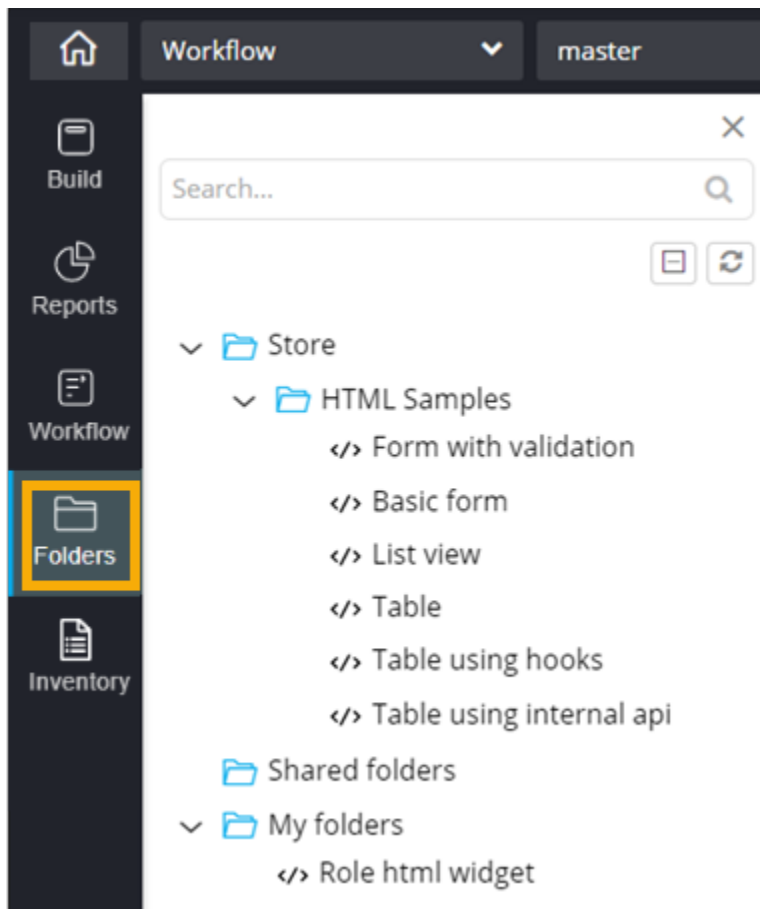 Workflow
master
Build
Reports
Workflow
Folders
Inventory
Search...
Store
HTML Samples
</> Form with validation
</> Basic form
</> List view
</> Table
</> Table using hooks
</> Table using internal api
Shared folders
My folders
</> Role html widget